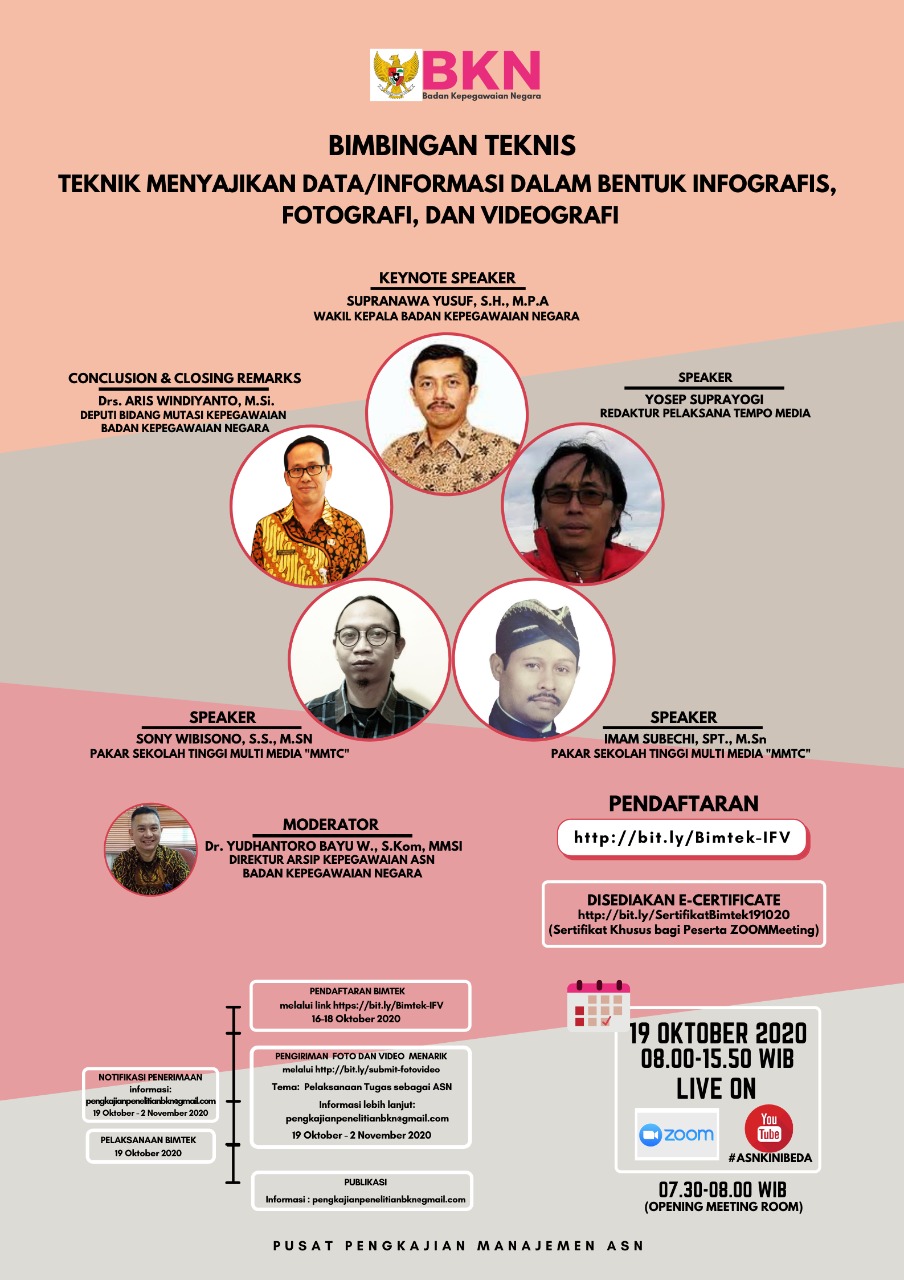 BKN
Badan Kepegawaian Negara
BIMBINGAN TEKNIS
TEKNIK MENYAJIKAN DATA/INFORMASI DALAM BENTUK INFOGRAFIS,
FOTOGRAFI, DAN VIDEOGRAFI
KEYNOTE SPEAKER
SUPRANAWA YUSUF, S.H., M.P.A
WAKIL KEPALA BADAN KEPEGAWAIAN NEGARA
CONCLUSION & CLOSING REMARKS
Drs. ARIS WINDIYANTO, M.Si.
DEPUTI BIDANG MUTASI KEPEGAWAIAN
BADAN KEPEGAWAIAN NEGARA
SPEAKER
YOSEP SUPRAYOGI
REDAKTUR PELAKSANA TEMPO MEDIA
SPEAKER
SONY WIBISONO, S.S., M.SN
PAKAR SEKOLAH TINGGI MULTI MEDIA "MMTC"
SPEAKER
IMAM SUBECHI, SPT., M.Sn
PAKAR SEKOLAH TINGGI MULTI MEDIA "MMTC"
MODERATOR
Dr. YUDHANTORO BAYU W., S.Kom, MMSI
DIREKTUR ARSIP KEPEGAWAIAN ASN
BADAN KEPEGAWAIAN NEGARA
PENDAFTARAN
http://bit.ly/Bimtek-IFV
DISEDIAKAN E-CERTIFICATE
http://bit.ly/SertifikatBimtek191020
(Sertifikat Khusus bagi Peserta ZOOMMeeting)
PENDAFTARAN BIMTEK
melalui link https://bit.ly/Bimtek-IFV
16-18 Oktober 2020
PENGIRIMAN FOTO DAN VIDEO MENARIK
melalui http://bit.ly/submit-fotovideo
Tema: Pelaksanaan Tugas sebagai ASN
Informasi lebih lanjut:
pengkajianpenelitianbkn@gmail.com
19 Oktober - 2 November 2020
NOTIFIKASI PENERIMAAN
informasi:
pengkajianpenelitianbkn@gmail.com
19 Oktober - 2 November 2020
PELAKSANAAN BIMTEK
19 Oktober 2020
PUBLIKASI
Informasi : pengkajianpenelitianbkn@gmail.com
19 OKTOBER 2020
08.00-15.50 WIB
LIVE ON
zoom
You
Tube
#ASNKINIBEDA
07.30-08.00 WIB
(OPENING MEETING ROOM)
PUSAT PENGKAJIAN MANAJEMEN ASN